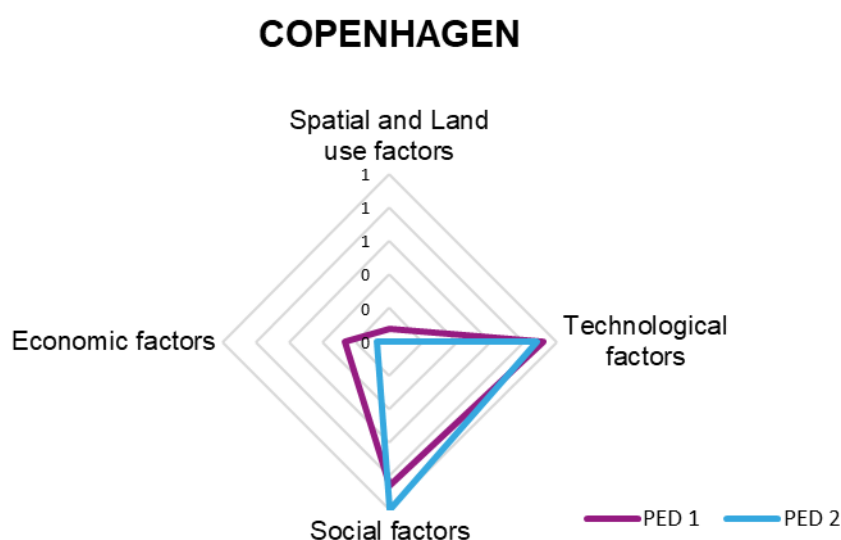 COPENHAGEN
Spatial and Land
use factors
1
1
1
0
0
0
Economic factors
Technological
factors
Social factors
PED 1
PED 2